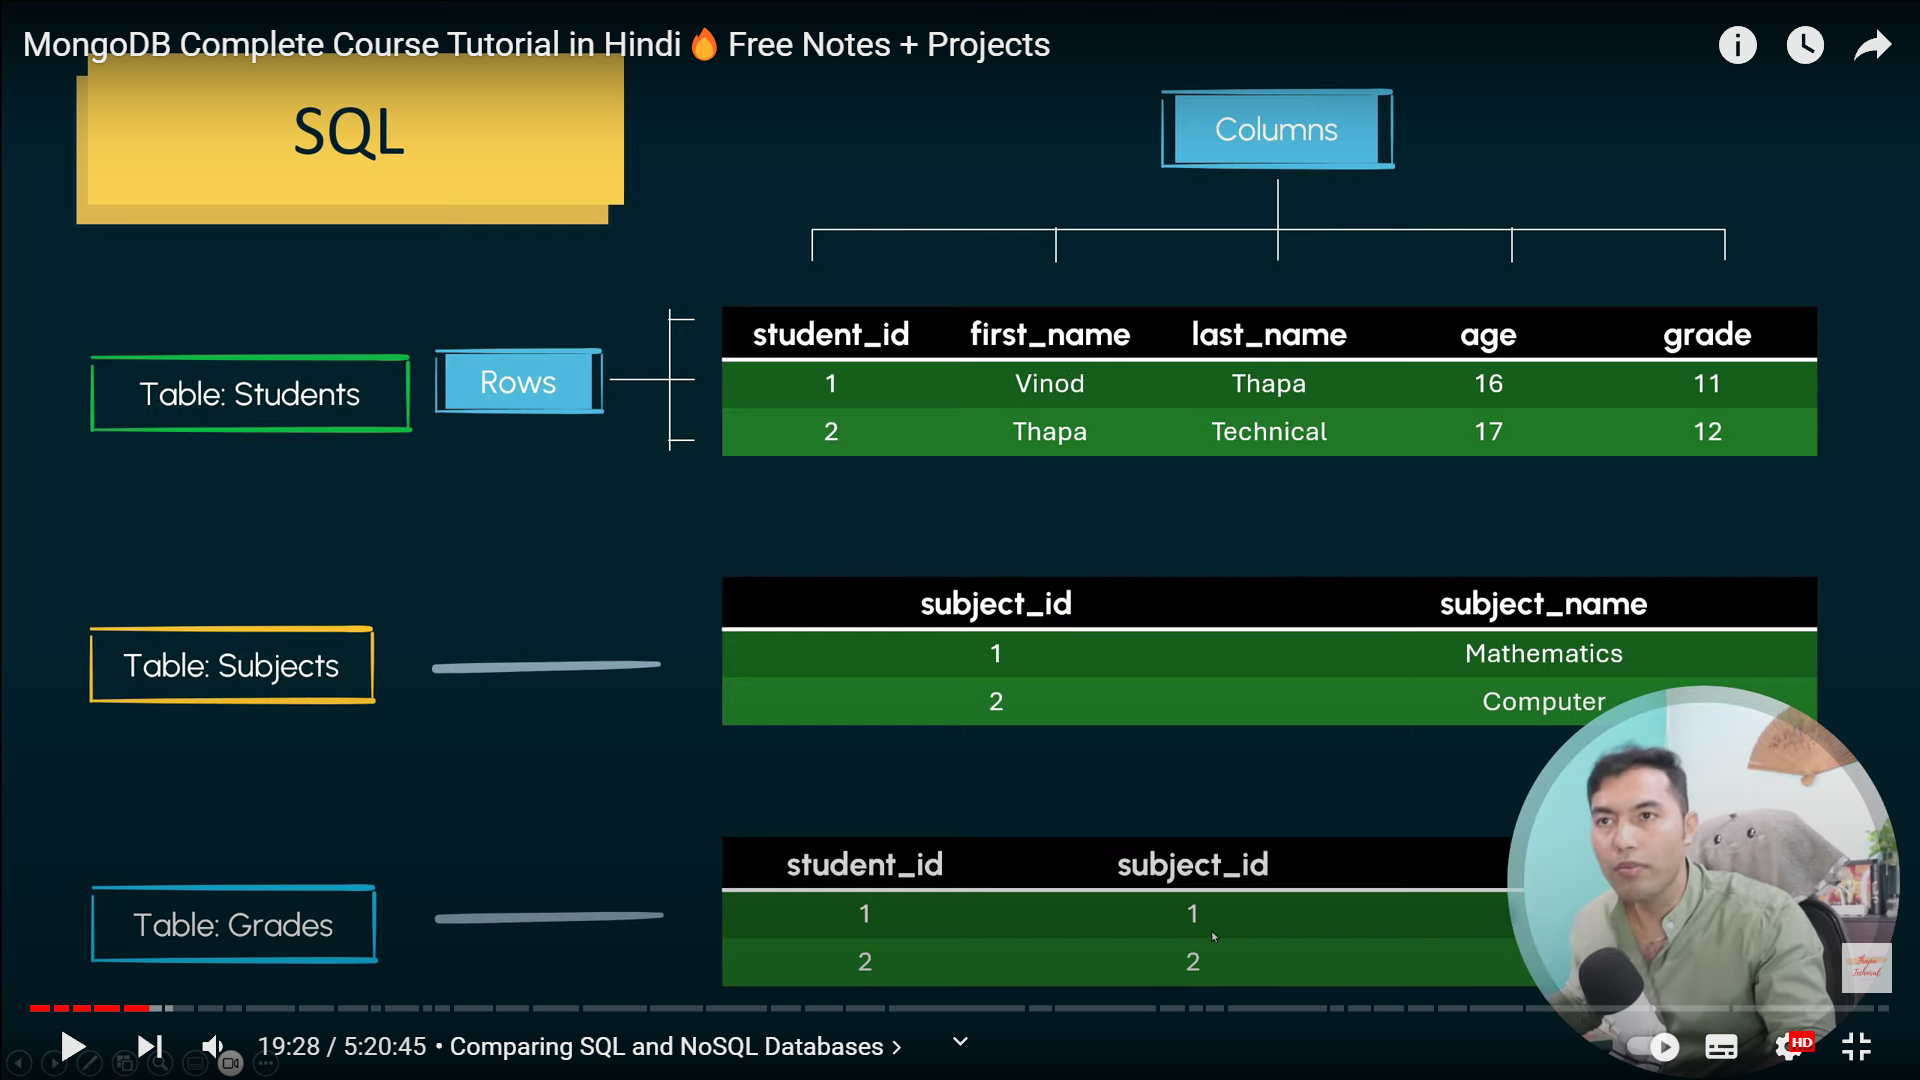 MongoDB Complete Course Tutorial in Hindi🔥 Free Notes + Projects
SQL
Columns
Table: Students
Rows
student_id first_name last_name age grade
1 Vinod Thapa 16 11
2 Thapa Technical 17 12
Table: Subjects
subject_id subject_name
1 Mathematics
2 Computer
Table: Grades
student_id subject_id
1 1
2 2
Thapa
Technical
19:28 / 5:20:45 • Comparing SQL and NoSQL Databases
HD